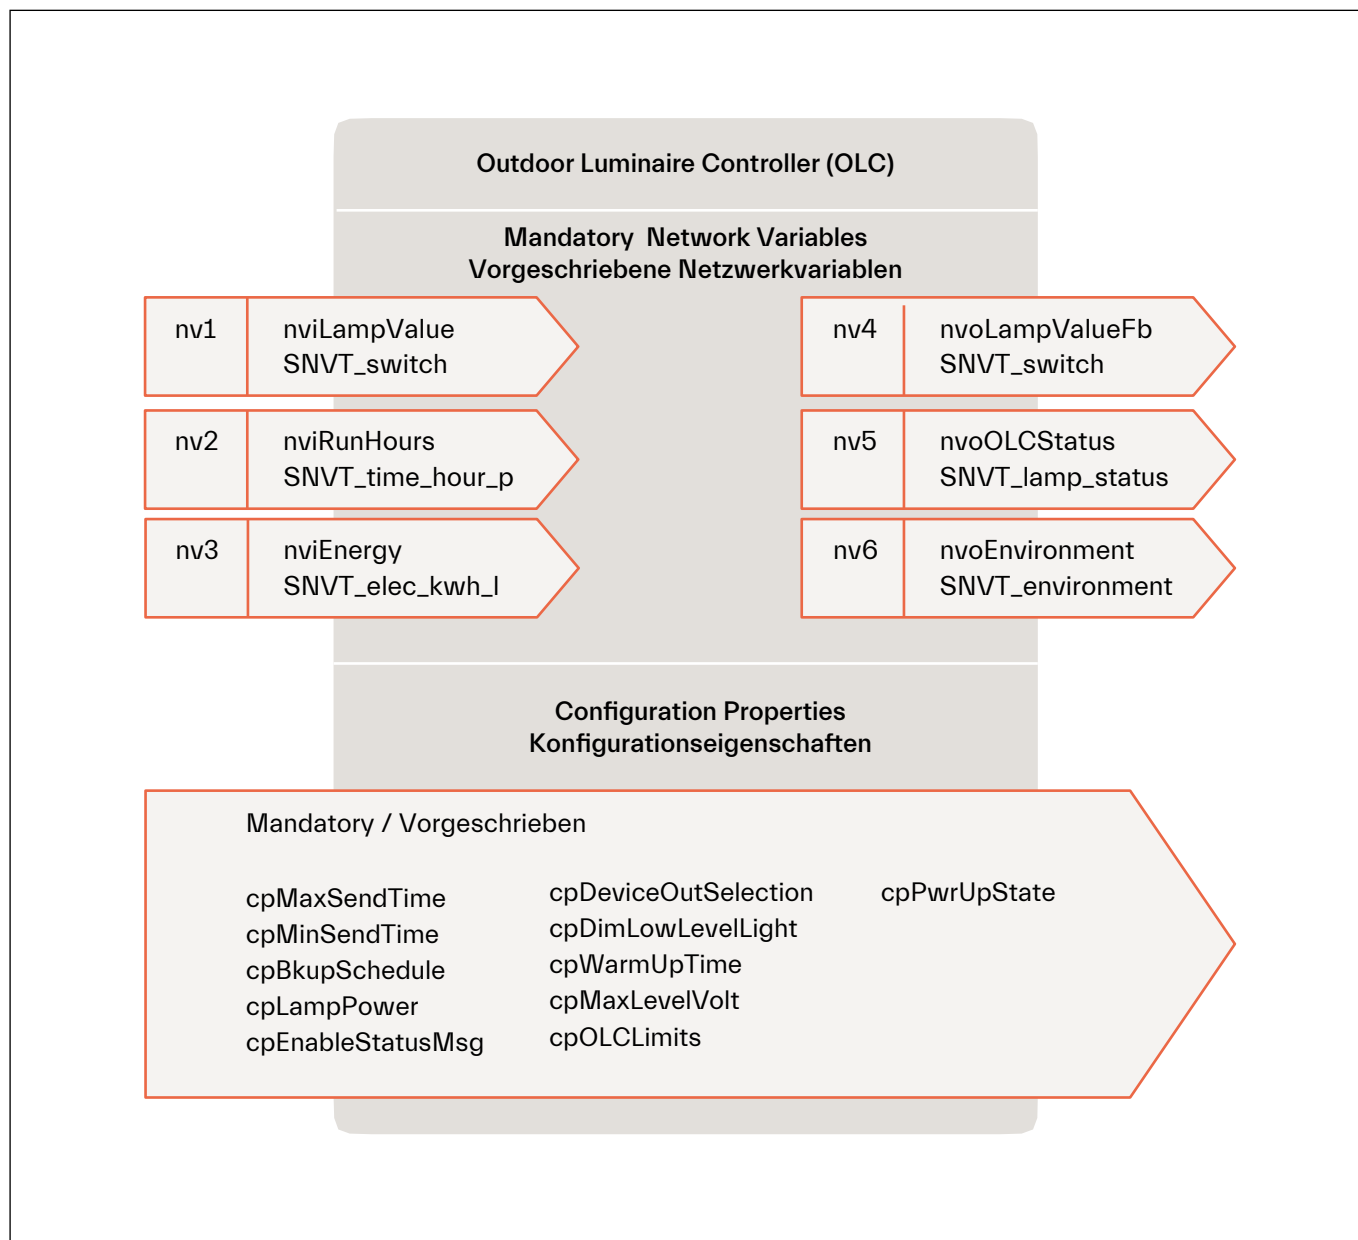 Outdoor Luminaire Controller (OLC)
Mandatory Network Variables
Vorgeschriebene Netzwerkvariablen
nv1
nviLampValue
SNVT_switch
nv2
nviRunHours
SNVT_time_hour_p
nv3
nviEnergy
SNVT_elec_kwh_l
nv4
nvoLampValueFb
SNVT_switch
nv5
nvoOLCStatus
SNVT_lamp_status
nv6
nvoEnvironment
SNVT_environment
Configuration Properties
Konfigurationseigenschaften
Mandatory / Vorgeschrieben
cpMaxSendTime
cpMinSendTime
cpBkupSchedule
cpLampPower
cpEnableStatusMsg
cpDeviceOutSelection
cpDimLowLevelLight
cpWarmUpTime
cpMaxLevelVolt
cpOLCLimits
cpPwrUpState